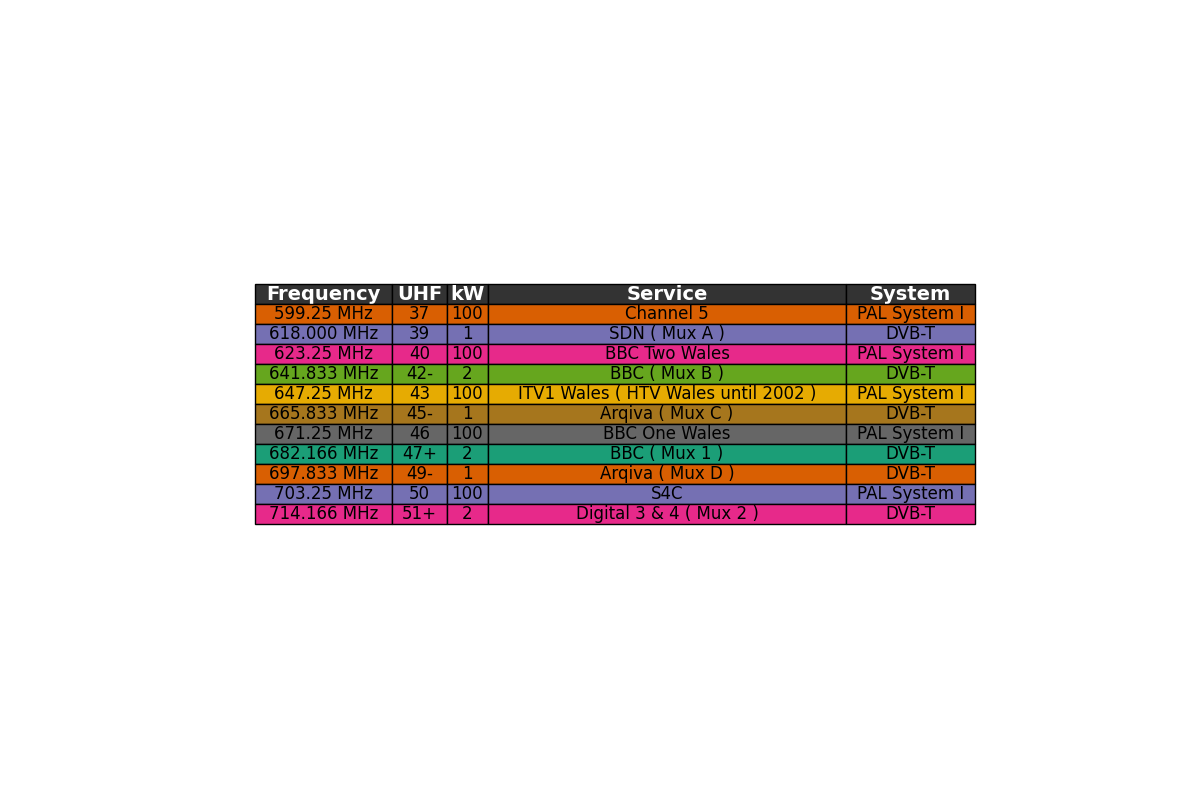 Frequency UHF kW Service System
599.25 MHz 37 100 Channel 5 PAL System I
618.000 MHz 39 1 SDN ( Mux A ) DVB-T
623.25 MHz 40 100 BBC Two Wales PAL System I
641.833 MHz 42- 2 BBC ( Mux B ) DVB-T
647.25 MHz 43 100 ITV1 Wales ( HTV Wales until 2002 ) PAL System I
665.833 MHz 45- 1 Arqiva ( Mux C ) DVB-T
671.25 MHz 46 100 BBC One Wales PAL System I
682.166 MHz 47+ 2 BBC ( Mux 1 ) DVB-T
697.833 MHz 49- 1 Arqiva ( Mux D ) DVB-T
703.25 MHz 50 100 S4C PAL System I
714.166 MHz 51+ 2 Digital 3 & 4 ( Mux 2 ) DVB-T